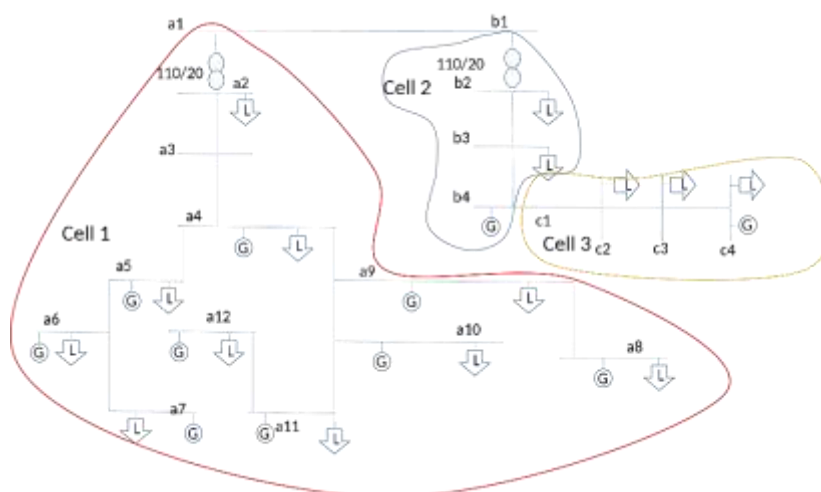 a1 b1
110/20 a2 L
110/20 b2 L
Cell 2
a3
b3 L
b4 G
L L L
c1 G
Cell 3 c2 c3 c4
Cell 1
a4 G L
a5 G L
a9 G L
a6 G L
a12 G L
a10 G L
a8 G L
a7 L G
G a11 L